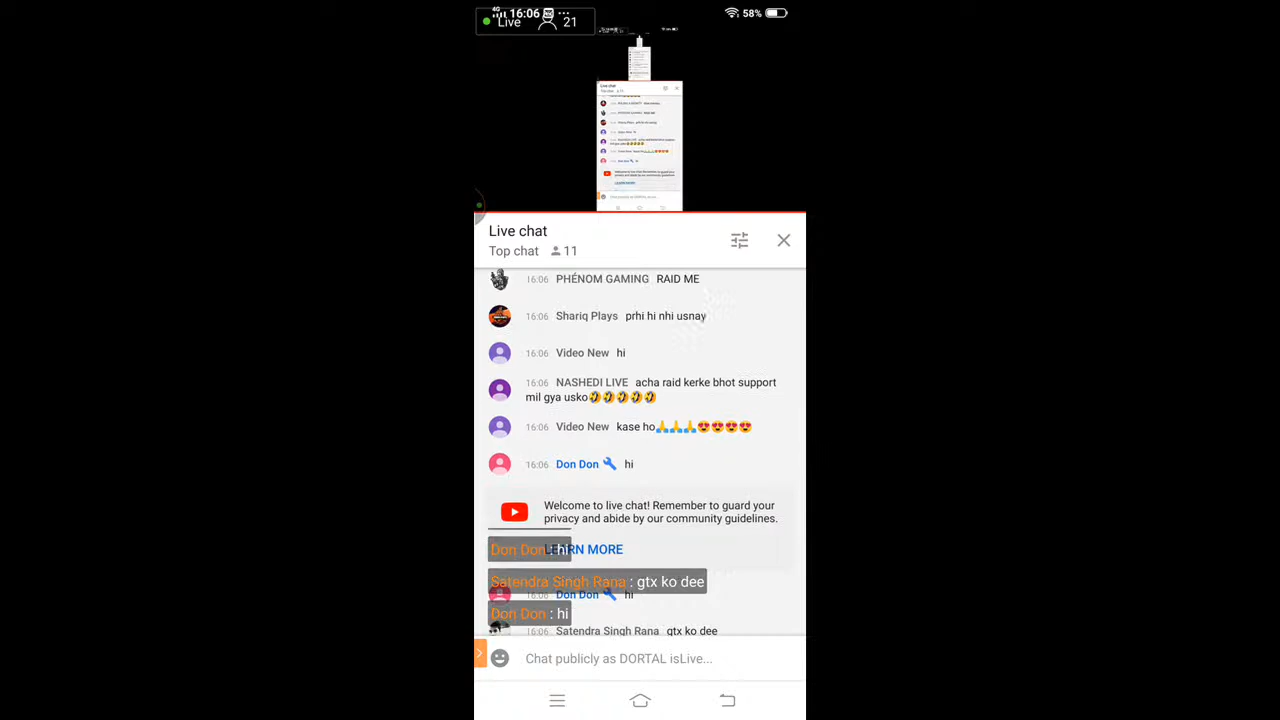 4G 16:06 58%
Live 21
Live chat
Top chat 11
16:06 PHÉNOM GAMING RAID ME
16:06 Shariq Plays prhi hi nhi usnay
16:06 Video New hi
16:06 NASHEDI LIVE acha raid kerke bhot support
mil gya usko🤣🤣🤣🤣🤣
16:06 Video New kase ho🙏🙏🙏😍😍😍😍
16:06 Don Don hi
Welcome to live chat! Remember to guard your
privacy and abide by our community guidelines.
LEARN MORE
Don Don : hi
Satendra Singh Rana : gtx ko dee
16:06 Don Don hi
Don Don : hi
16:06 Satendra Singh Rana gtx ko dee
Chat publicly as DORTAL isLive...